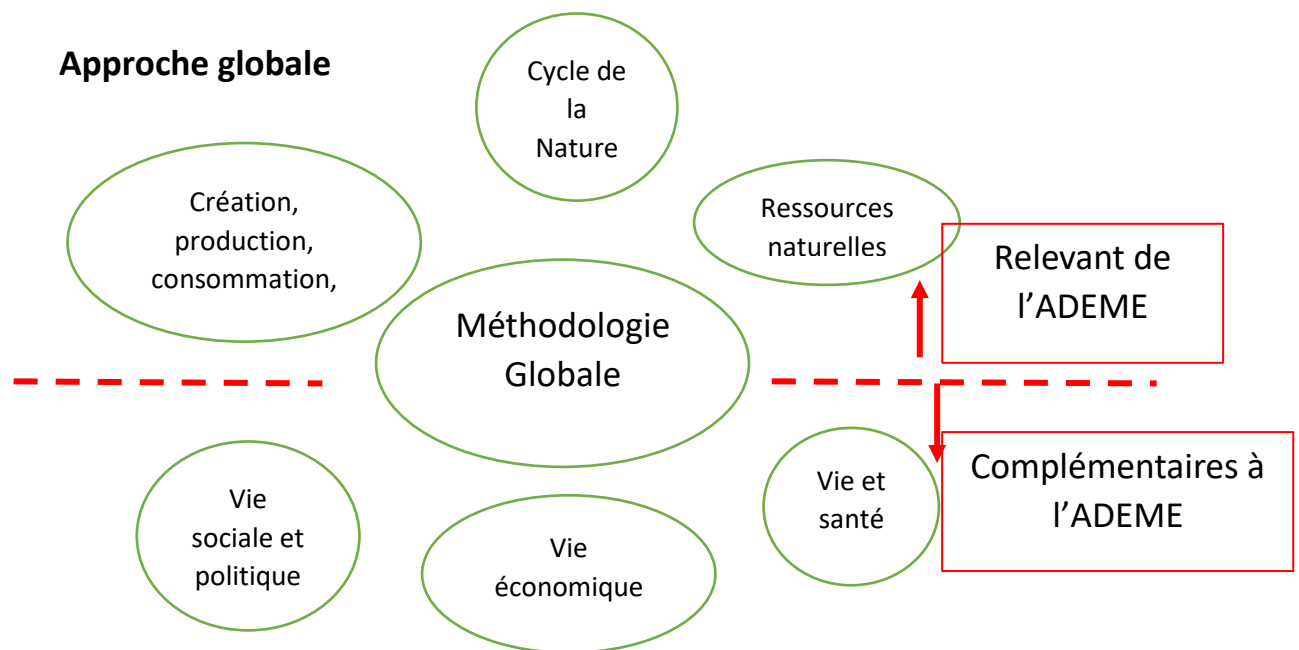 Approche globale
Cycle de
la
Nature
Création,
production,
consommation,
Ressources
naturelles
Relevant de
l’ADEME
Méthodologie
Globale
Vie
sociale et
politique
Vie
économique
Vie et
santé
Complémentaires à
l’ADEME